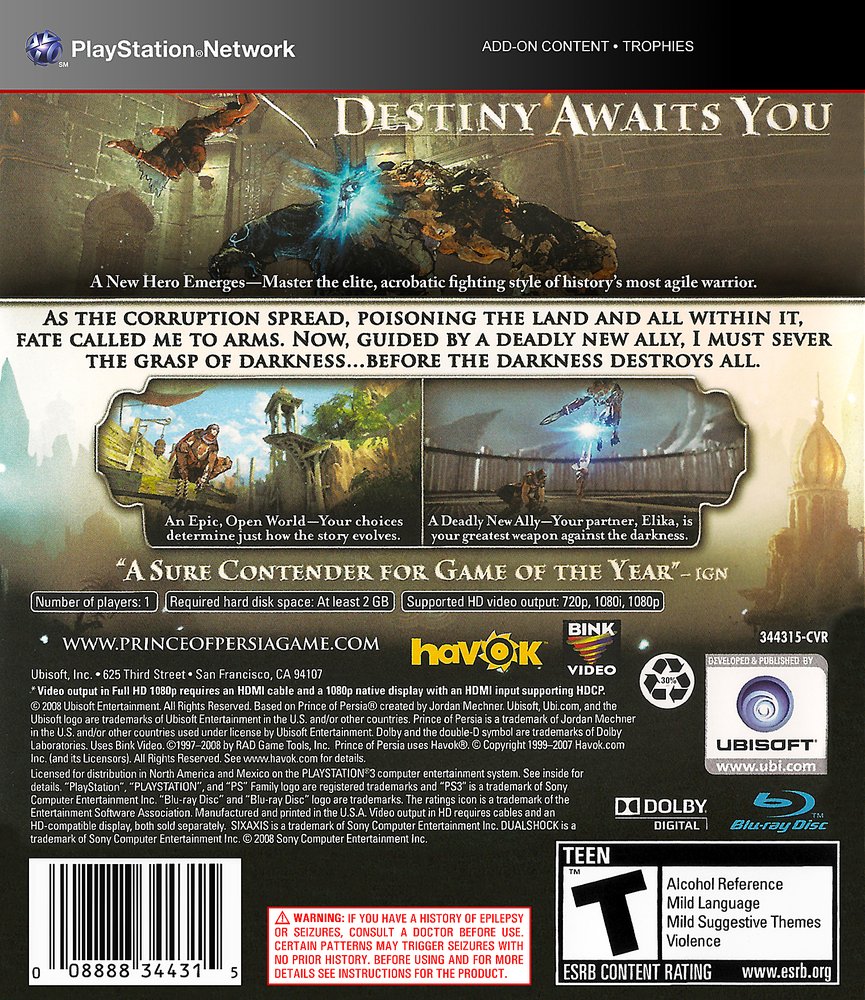 PlayStation®Network
SM
ADD-ON CONTENT • TROPHIES
DESTINY AWAITS YOU
A New Hero Emerges—Master the elite, acrobatic fighting style of history's most agile warrior.
AS THE CORRUPTION SPREAD, POISONING THE LAND AND ALL WITHIN IT,
FATE CALLED ME TO ARMS. NOW, GUIDED BY A DEADLY NEW ALLY, I MUST SEVER
THE GRASP OF DARKNESS...BEFORE THE DARKNESS DESTROYS ALL.
An Epic, Open World—Your choices
determine just how the story evolves.
A Deadly New Ally—Your partner, Elika, is
your greatest weapon against the darkness.
"A SURE CONTENDER FOR GAME OF THE YEAR" – IGN
Number of players: 1
Required hard disk space: At least 2 GB
Supported HD video output: 720p, 1080i, 1080p
WWW.PRINCEOFPERSIAGAME.COM
havok
BINK
VIDEO
344315-CVR
30%
DEVELOPED & PUBLISHED BY
UBISOFT®
www.ubi.com
Ubisoft, Inc. • 625 Third Street • San Francisco, CA 94107
*Video output in Full HD 1080p requires an HDMI cable and a 1080p native display with an HDMI input supporting HDCP.
© 2008 Ubisoft Entertainment. All Rights Reserved. Based on Prince of Persia® created by Jordan Mechner. Ubisoft, Ubi.com, and the
Ubisoft logo are trademarks of Ubisoft Entertainment in the U.S. and/or other countries. Prince of Persia is a trademark of Jordan Mechner
in the U.S. and/or other countries used under license by Ubisoft Entertainment. Dolby and the double-D symbol are trademarks of Dolby
Laboratories. Uses Bink Video. ©1997–2008 by RAD Game Tools, Inc. Prince of Persia uses Havok®. © Copyright 1999–2007 Havok.com
Inc. (and its Licensors). All Rights Reserved. See www.havok.com for details.
Licensed for distribution in North America and Mexico on the PLAYSTATION®3 computer entertainment system. See inside for
details. "PlayStation", "PLAYSTATION", and "PS" Family logo are registered trademarks and "PS3" is a trademark of Sony
Computer Entertainment Inc. "Blu-ray Disc" and "Blu-ray Disc" logo are trademarks. The ratings icon is a trademark of the
Entertainment Software Association. Manufactured and printed in the U.S.A. Video output in HD requires cables and an
HD-compatible display, both sold separately. SIXAXIS is a trademark of Sony Computer Entertainment Inc. DUALSHOCK is a
trademark of Sony Computer Entertainment Inc. © 2008 Sony Computer Entertainment Inc.
DOLBY
DIGITAL
Blu-ray Disc™
0 08888 34431 5
WARNING: IF YOU HAVE A HISTORY OF EPILEPSY
OR SEIZURES, CONSULT A DOCTOR BEFORE USE.
CERTAIN PATTERNS MAY TRIGGER SEIZURES WITH
NO PRIOR HISTORY. BEFORE USING AND FOR MORE
DETAILS SEE INSTRUCTIONS FOR THE PRODUCT.
TEEN
T™
Alcohol Reference
Mild Language
Mild Suggestive Themes
Violence
ESRB CONTENT RATING www.esrb.org